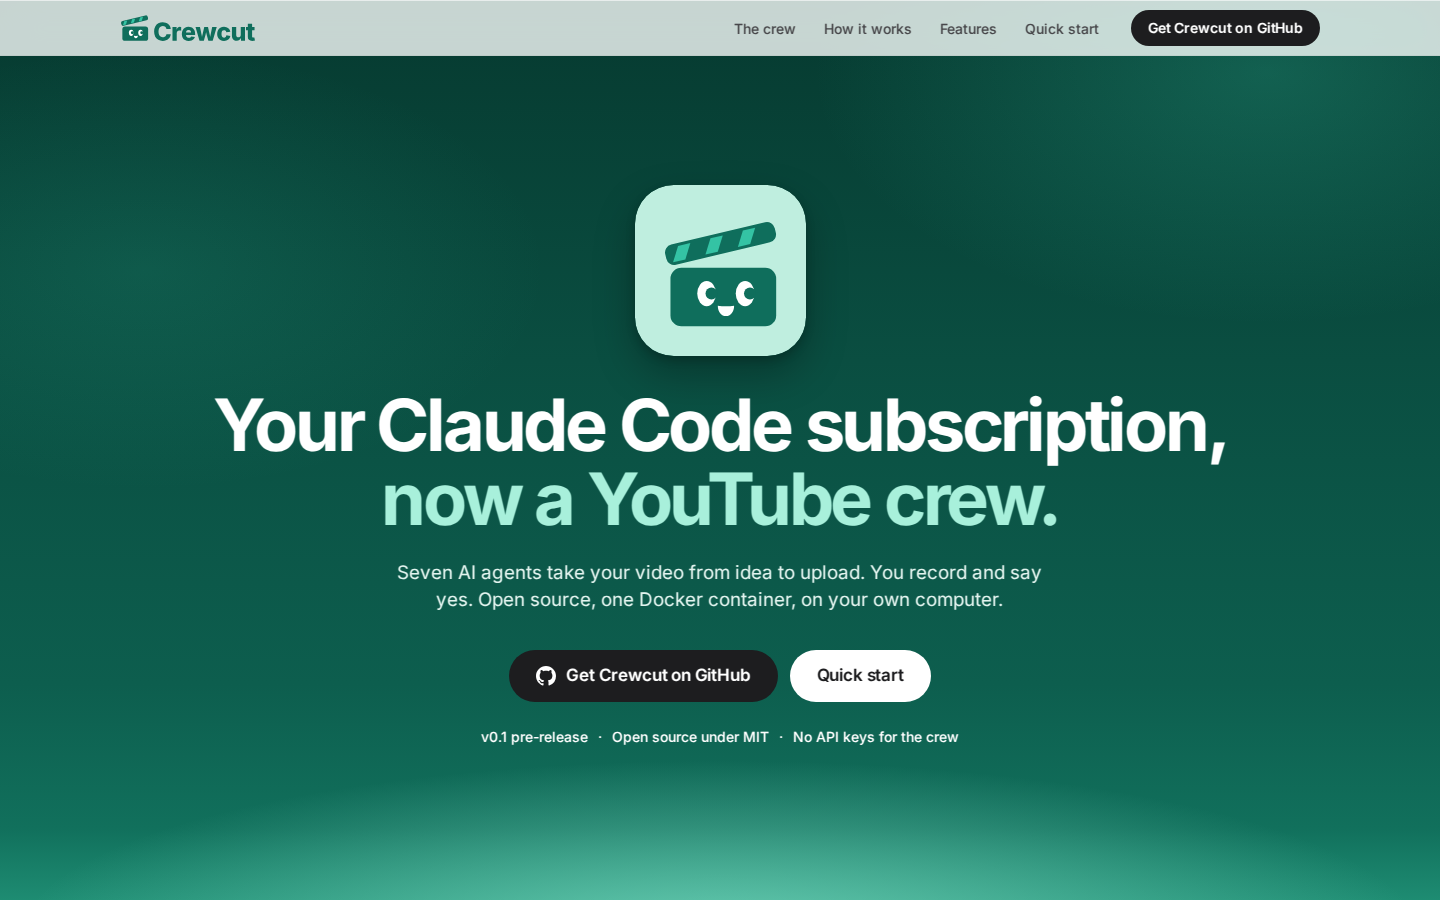 Crewcut
The crew
How it works
Features
Quick start
Get Crewcut on GitHub
Your Claude Code subscription,
now a YouTube crew.
Seven AI agents take your video from idea to upload. You record and say
yes. Open source, one Docker container, on your own computer.
Get Crewcut on GitHub
Quick start
v0.1 pre-release · Open source under MIT · No API keys for the crew